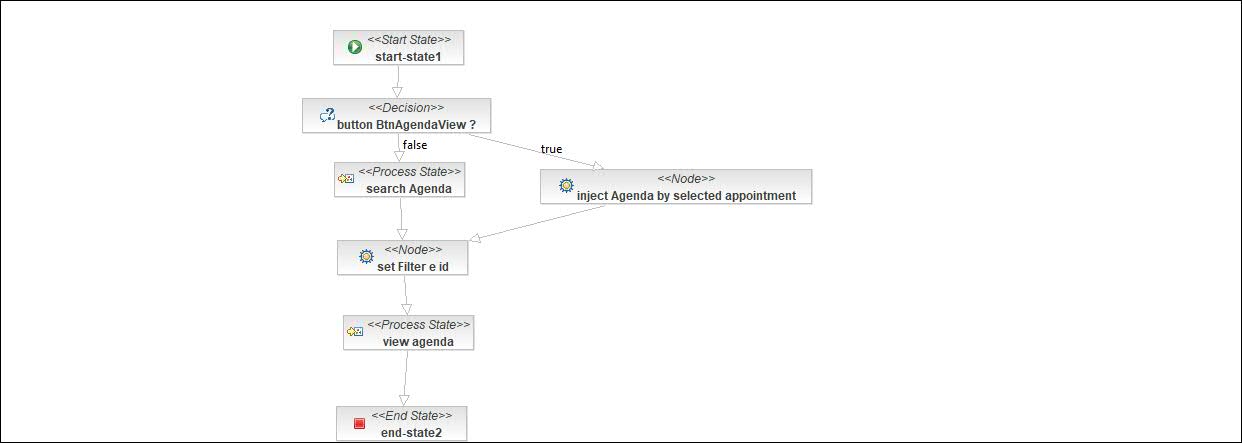 <<Start State>>
start-state1
<<Decision>>
button BtnAgendaView ?
false
true
<<Process State>>
search Agenda
<<Node>>
inject Agenda by selected appointment
<<Node>>
set Filter e id
<<Process State>>
view agenda
<<End State>>
end-state2